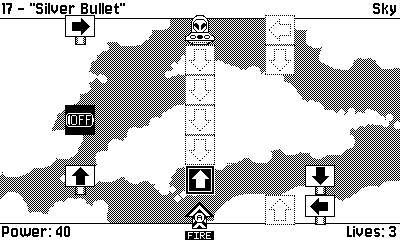 17 - "Silver Bullet" Sky
OFF
FIRE
Power: 40 Lives: 3